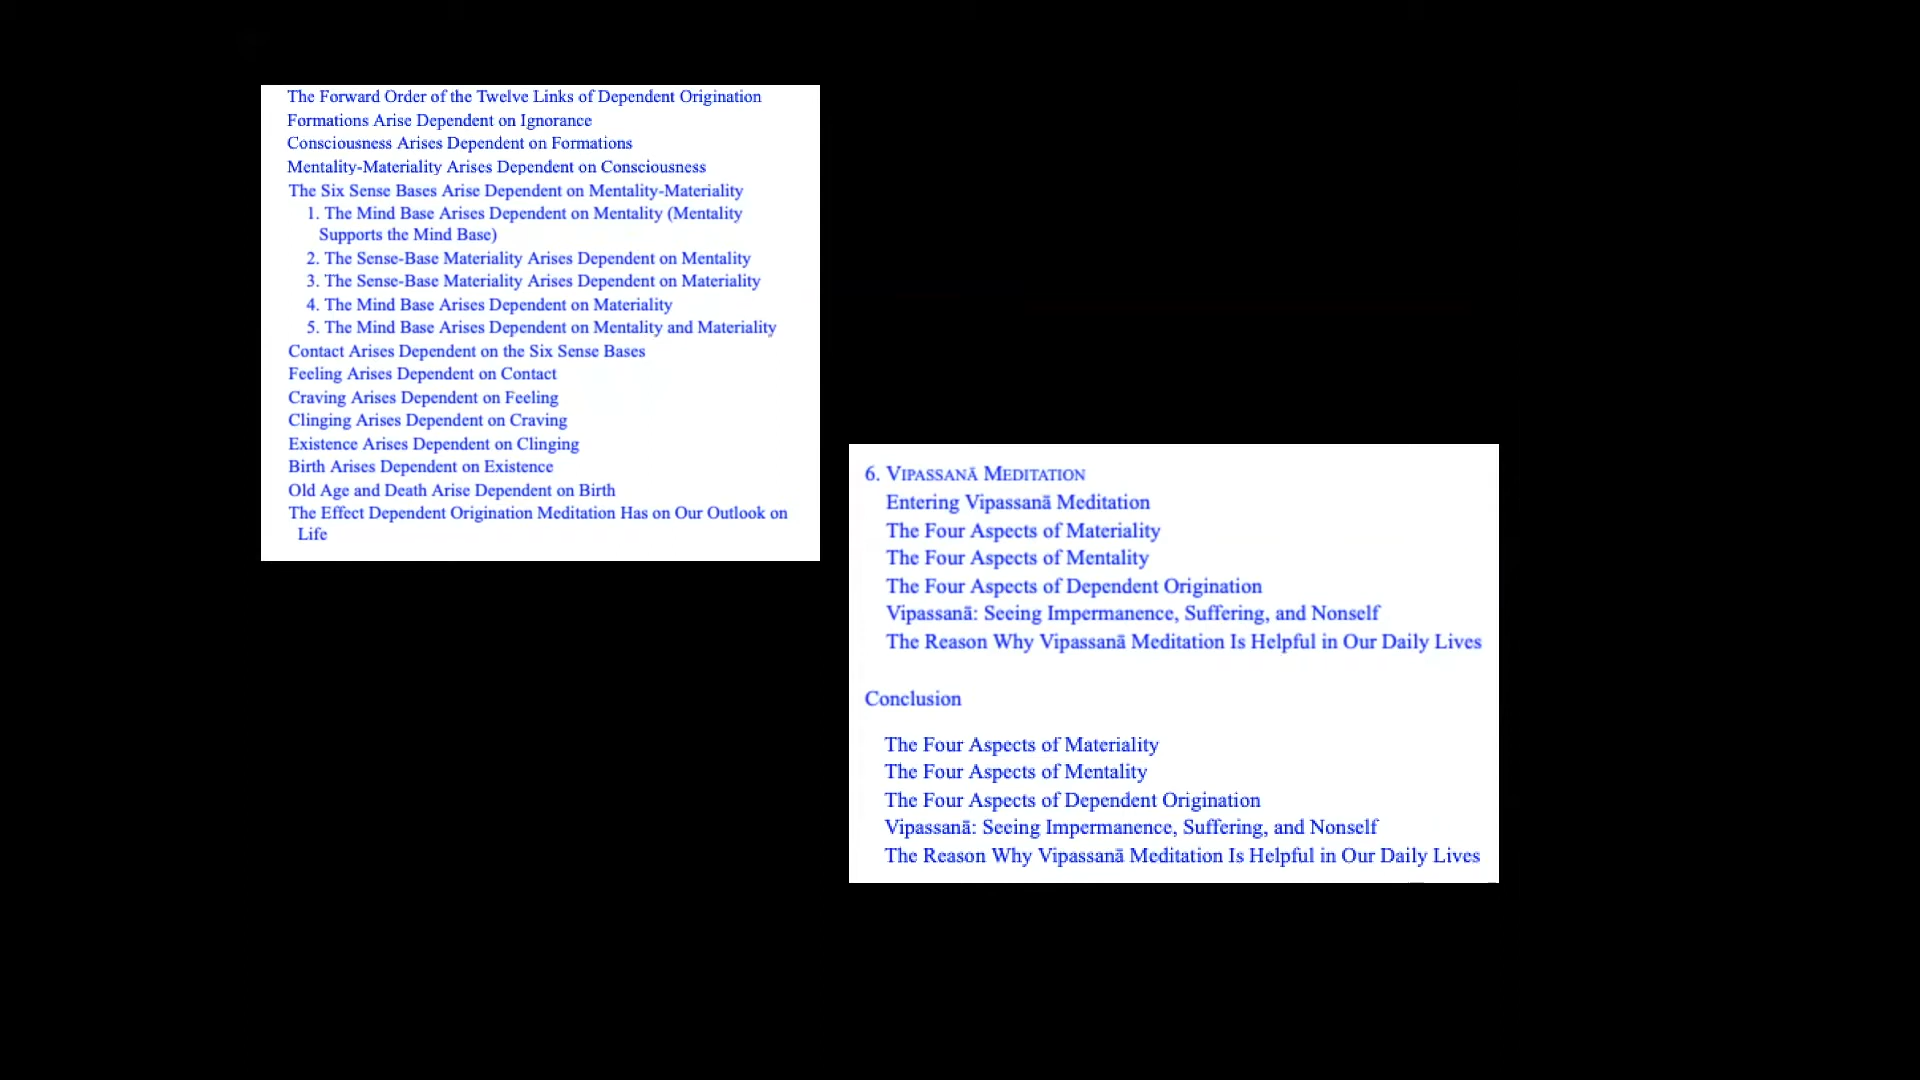 The Forward Order of the Twelve Links of Dependent Origination
Formations Arise Dependent on Ignorance
Consciousness Arises Dependent on Formations
Mentality-Materiality Arises Dependent on Consciousness
The Six Sense Bases Arise Dependent on Mentality-Materiality
1. The Mind Base Arises Dependent on Mentality (Mentality
Supports the Mind Base)
2. The Sense-Base Materiality Arises Dependent on Mentality
3. The Sense-Base Materiality Arises Dependent on Materiality
4. The Mind Base Arises Dependent on Materiality
5. The Mind Base Arises Dependent on Mentality and Materiality
Contact Arises Dependent on the Six Sense Bases
Feeling Arises Dependent on Contact
Craving Arises Dependent on Feeling
Clinging Arises Dependent on Craving
Existence Arises Dependent on Clinging
Birth Arises Dependent on Existence
Old Age and Death Arise Dependent on Birth
The Effect Dependent Origination Meditation Has on Our Outlook on
Life
6. VIPASSANĀ MEDITATION
Entering Vipassanā Meditation
The Four Aspects of Materiality
The Four Aspects of Mentality
The Four Aspects of Dependent Origination
Vipassanā: Seeing Impermanence, Suffering, and Nonself
The Reason Why Vipassanā Meditation Is Helpful in Our Daily Lives
Conclusion
The Four Aspects of Materiality
The Four Aspects of Mentality
The Four Aspects of Dependent Origination
Vipassanā: Seeing Impermanence, Suffering, and Nonself
The Reason Why Vipassanā Meditation Is Helpful in Our Daily Lives